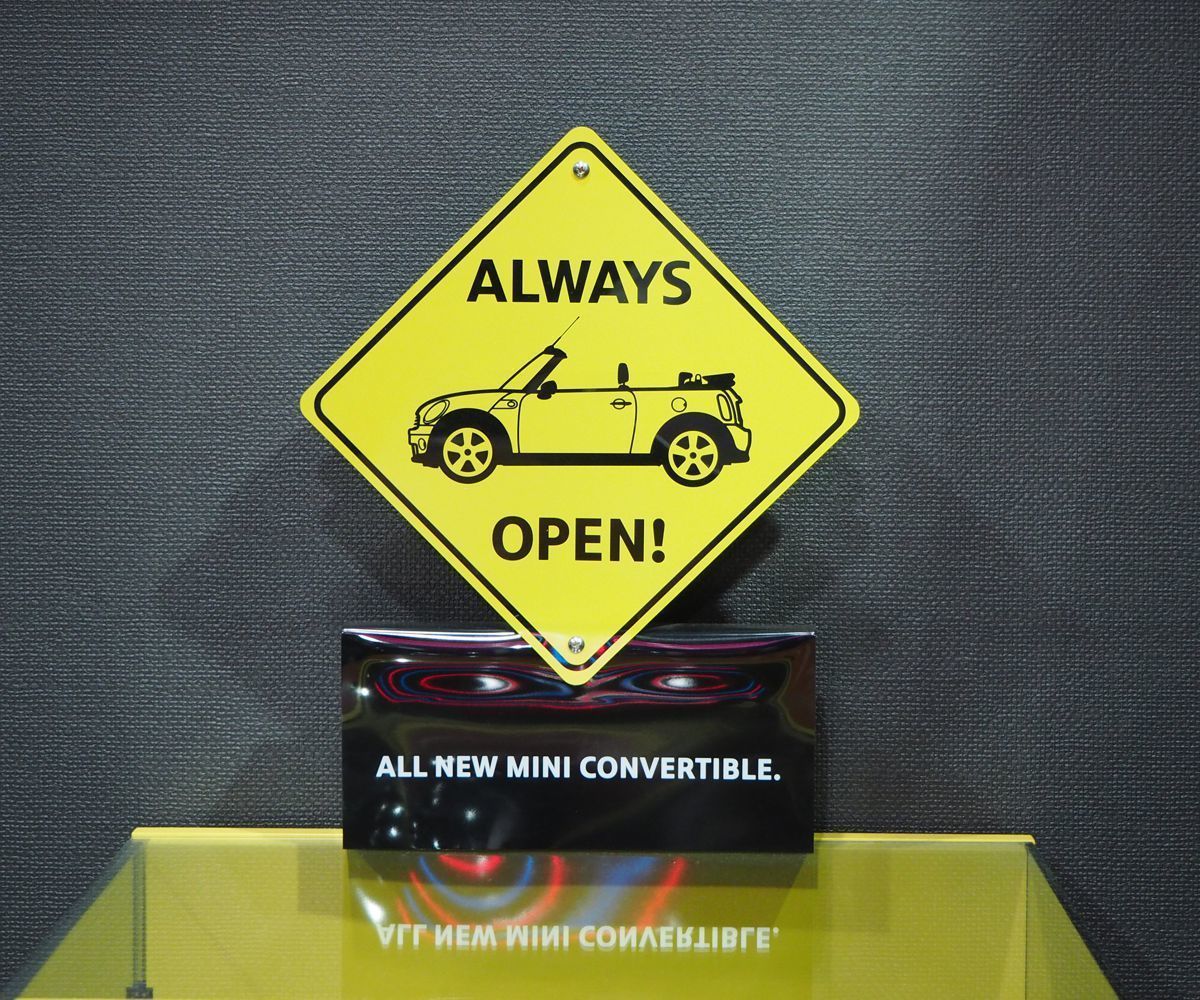 ALWAYS
OPEN!
ALL NEW MINI CONVERTIBLE.
ALL NEW MINI CONVERTIBLE.